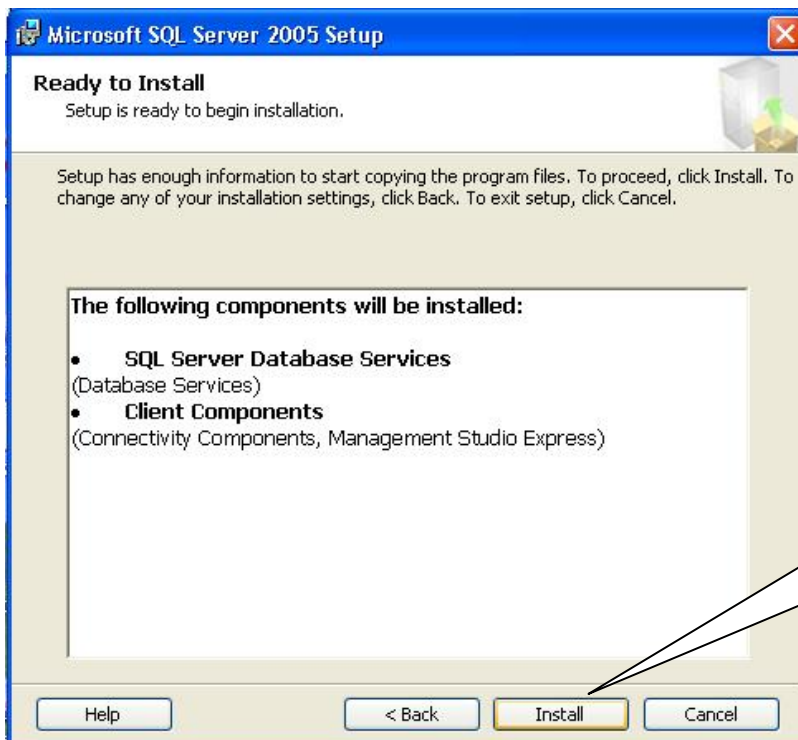 Microsoft SQL Server 2005 Setup
Ready to Install
Setup is ready to begin installation.
Setup has enough information to start copying the program files. To proceed, click Install. To
change any of your installation settings, click Back. To exit setup, click Cancel.
The following components will be installed:
• SQL Server Database Services
(Database Services)
• Client Components
(Connectivity Components, Management Studio Express)
Help
< Back
Install
Cancel